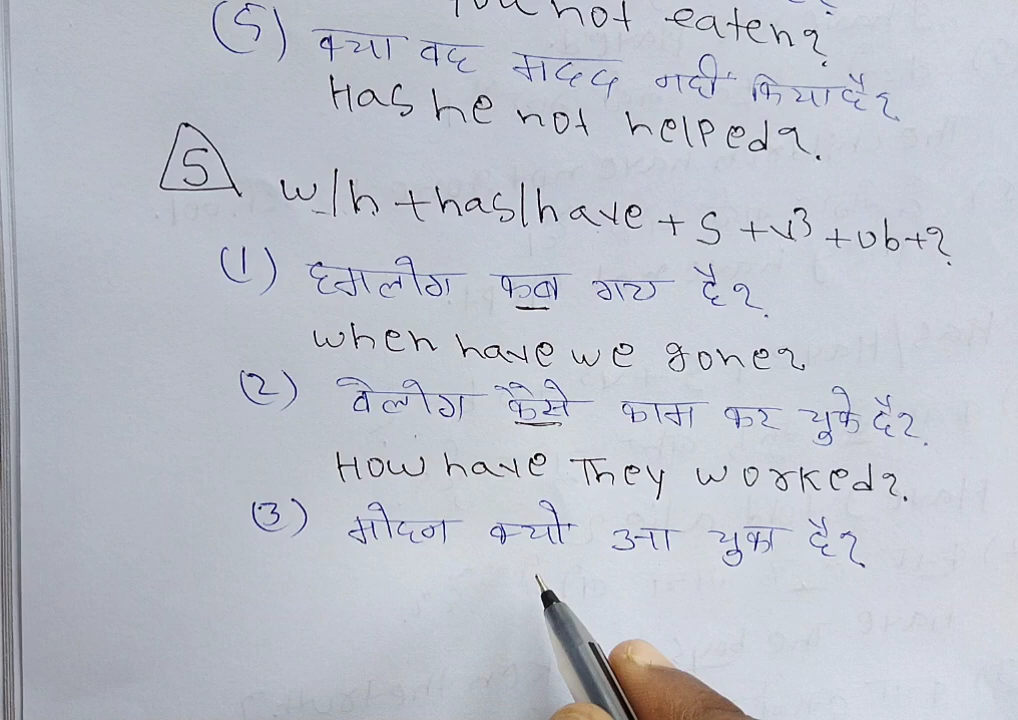 You not eaten?
(5) क्या वह मदद नहीं किया है?
Has he not helped?
5 w/h + has/have + S + v3 + ob + ?
(1) हमलोग कब गए है?
when have we gone?
(2) वेलोग कैसे काम कर चुके है?
How have They worked?
(3) मोहन क्यो आ चुका है?